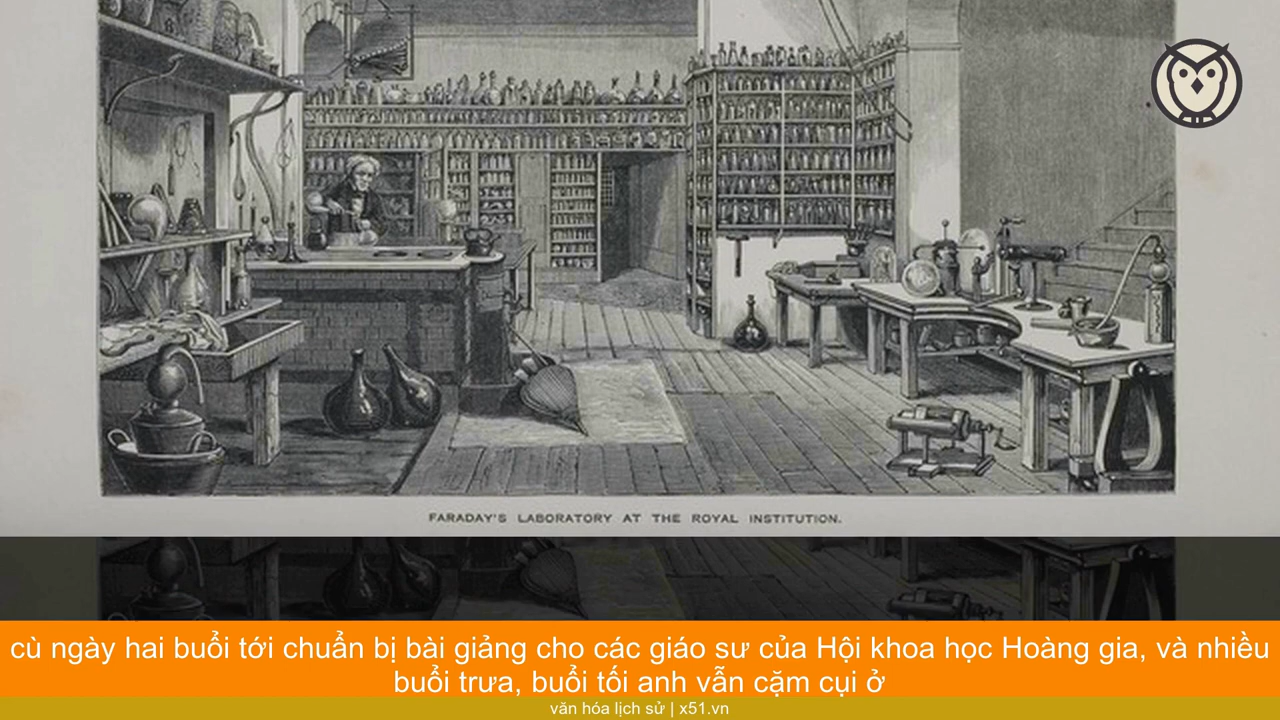 FARADAY'S LABORATORY AT THE ROYAL INSTITUTION.
cù ngày hai buổi tới chuẩn bị bài giảng cho các giáo sư của Hội khoa học Hoàng gia, và nhiều
buổi trưa, buổi tối anh vẫn cặm cụi ở
văn hóa lịch sử | x51.vn